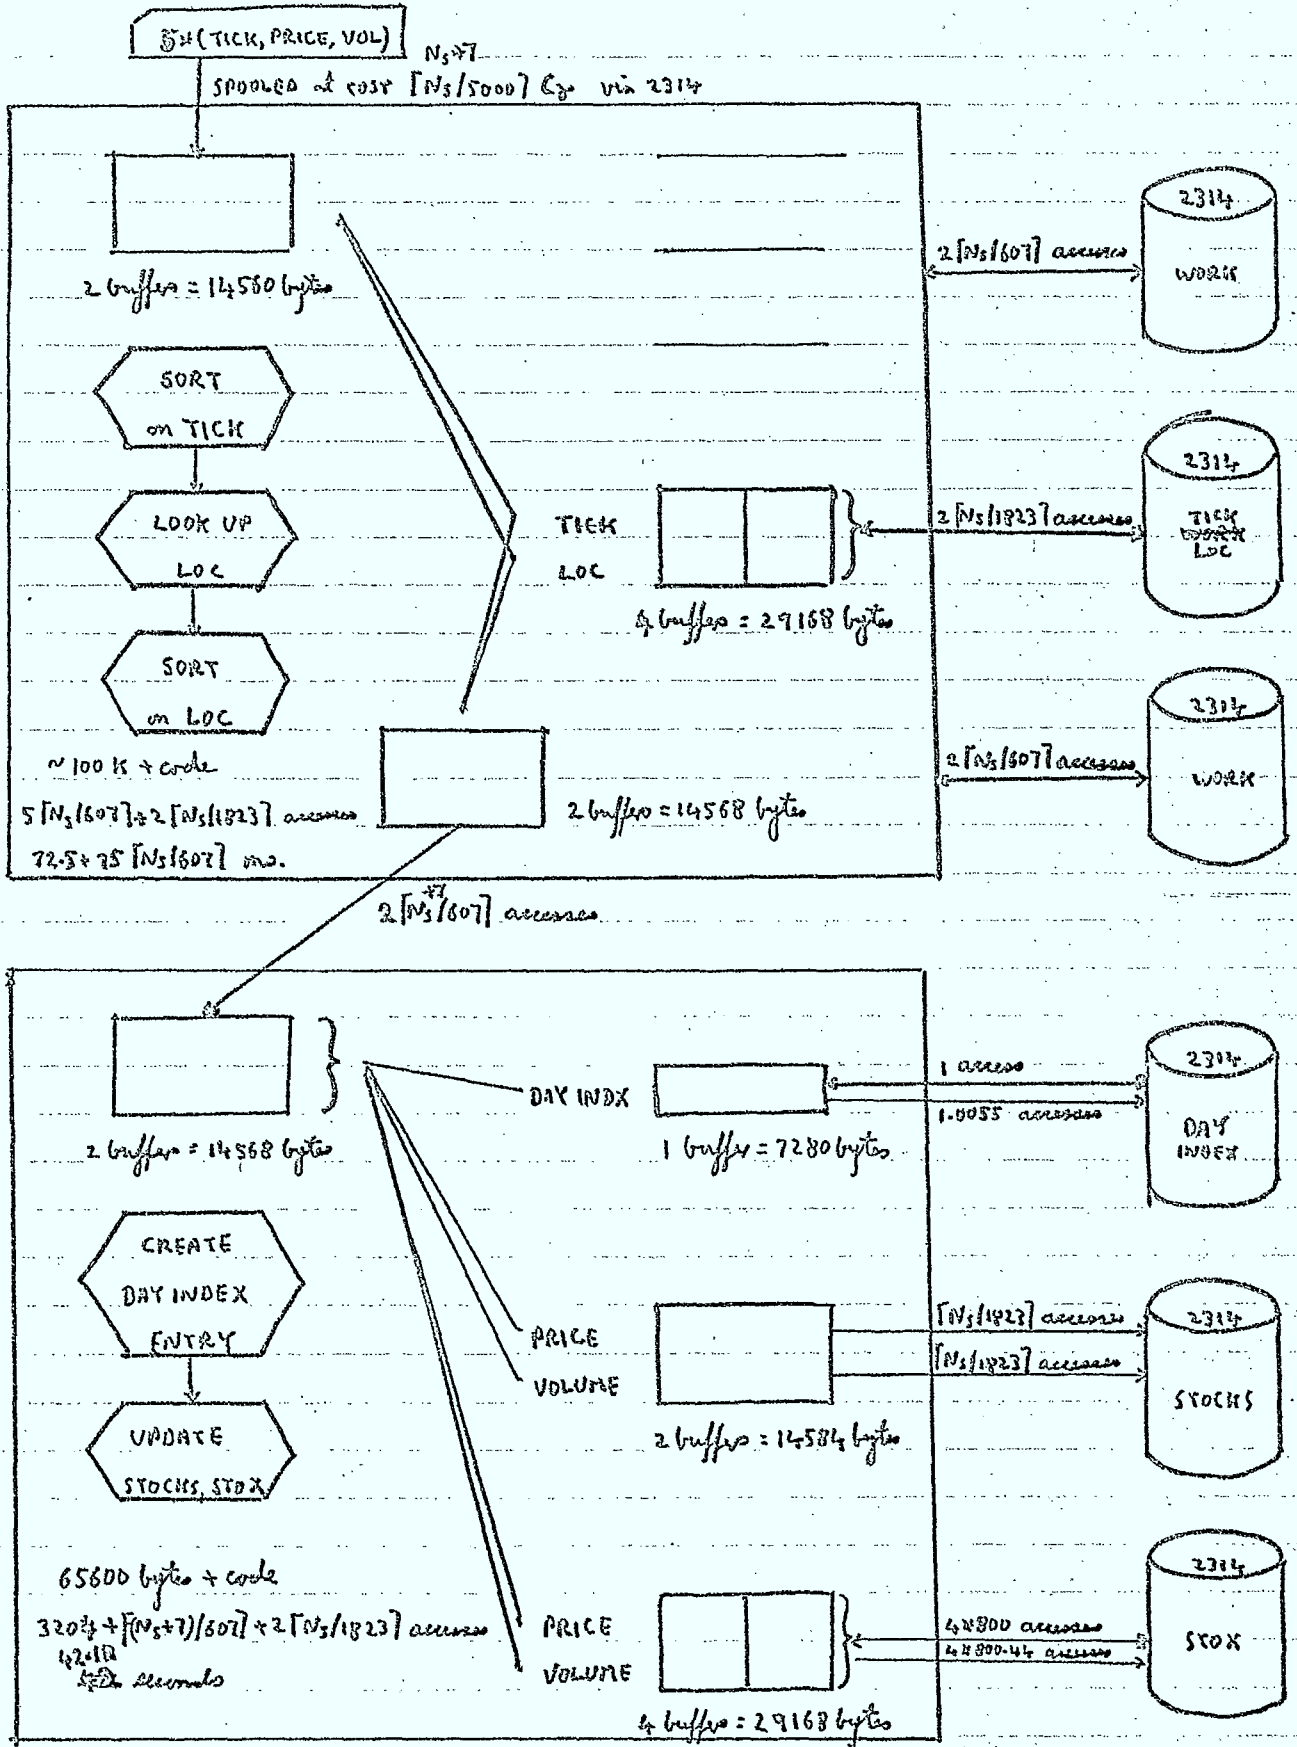 (TICK, PRICE, VOL)
Ns+7
SPOOLED at cost ⌈Ns/5000⌉ via 2314
2 buffers = 14560 bytes
2314
WORK
2⌈Ns/607⌉ accesses
SORT
on TICK
LOOK UP
LOC
SORT
on LOC
TICK
LOC
4 buffers = 29168 bytes
2⌈Ns/1823⌉ accesses
2314
TICK
LOC
~100 K + code
5⌈Ns/607⌉+2⌈Ns/1823⌉ accesses
72.5+75⌈Ns/607⌉ ms.
2 buffers = 14568 bytes
2⌈Ns/607⌉ accesses
2314
WORK
+7
2⌈Ns/607⌉ accesses
2 buffers = 14568 bytes
DAY INDX
1 buffer = 7280 bytes
1 access
1.0055 accesses
2314
DAY
INDEX
CREATE
DAY INDEX
ENTRY
UPDATE
STOCKS, STOX
PRICE
VOLUME
2 buffers = 14584 bytes
⌈Ns/1823⌉ accesses
⌈Ns/1823⌉ accesses
2314
STOCKS
65600 bytes + code
3204+⌈(Ns+7)/607⌉+2⌈Ns/1823⌉ accesses
seconds
PRICE
VOLUME
4 buffers = 29168 bytes
4×800 accesses
4×800.44 accesses
2314
STOX